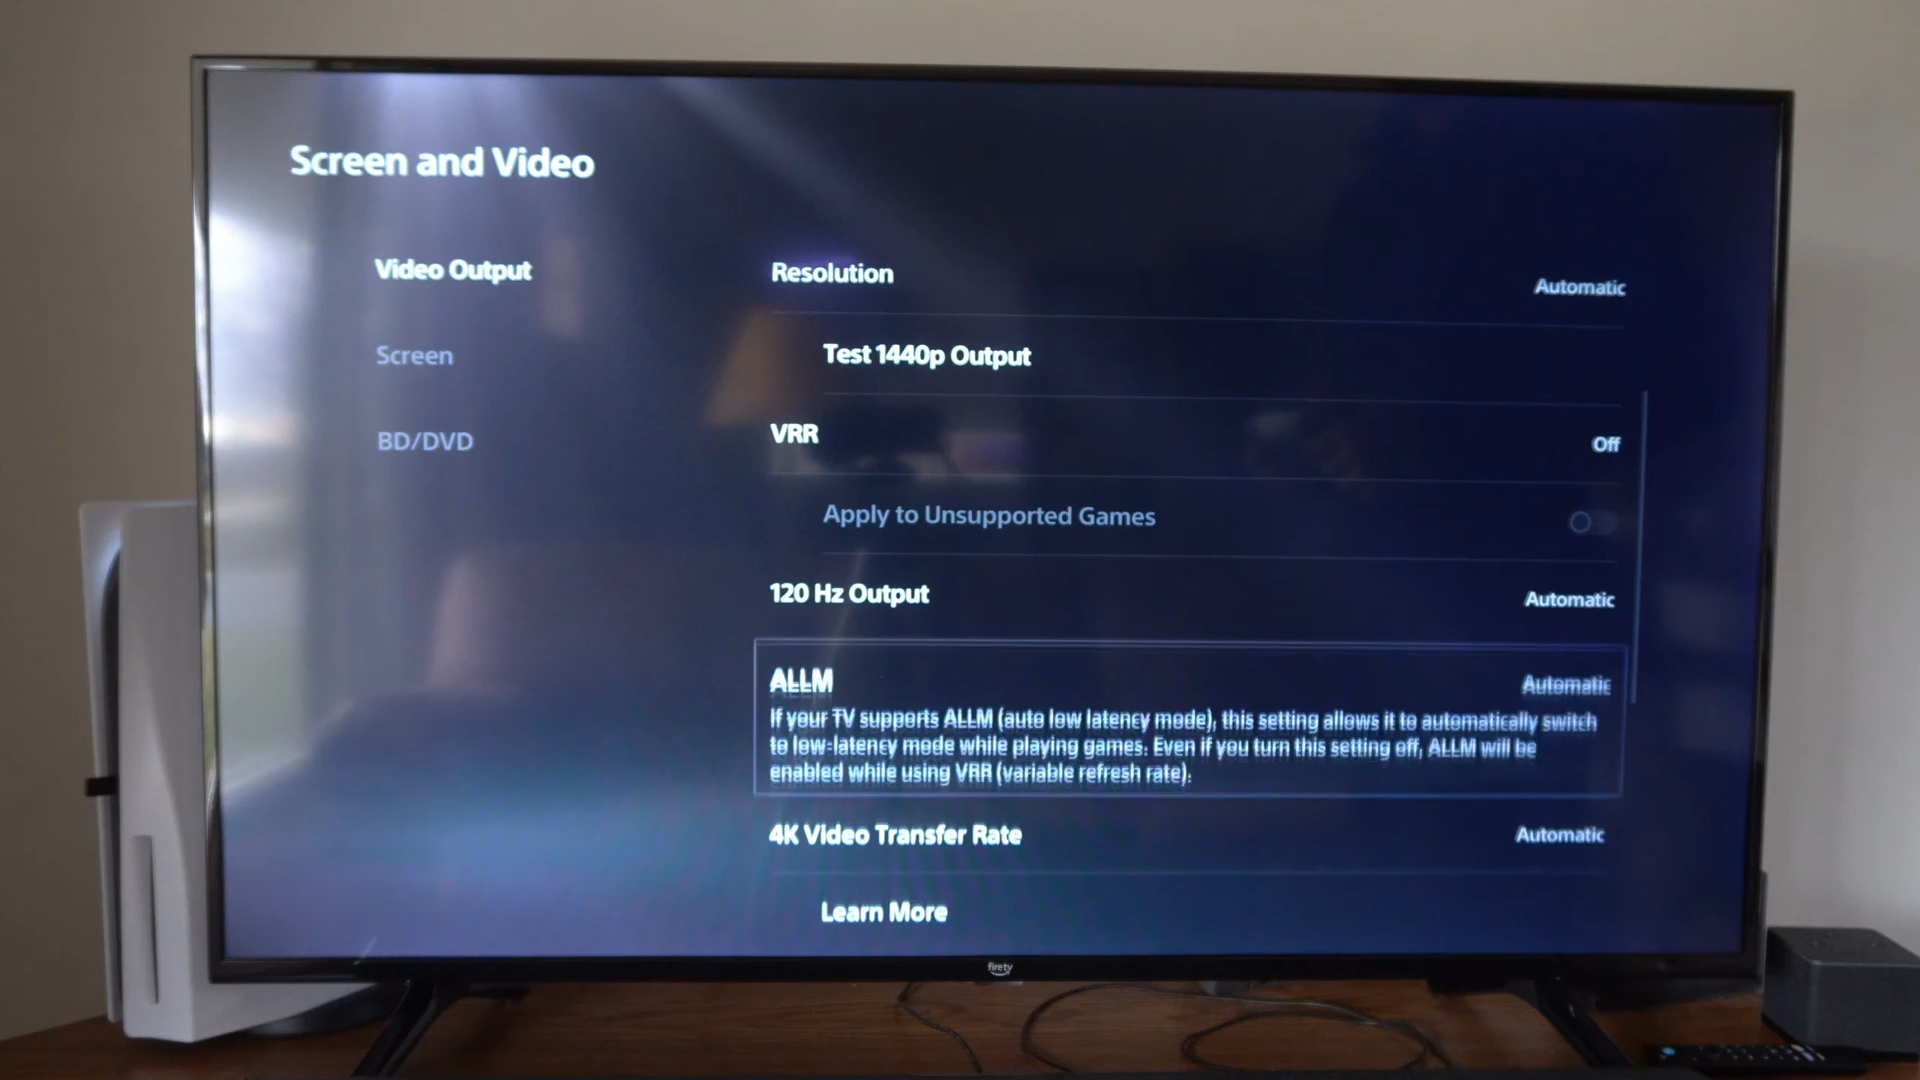 Screen and Video
Video Output
Screen
BD/DVD
Resolution
Automatic
Test 1440p Output
VRR
Off
Apply to Unsupported Games
120 Hz Output
Automatic
ALLM
Automatic
If your TV supports ALLM (auto low latency mode), this setting allows it to automatically switch
to low-latency mode while playing games. Even if you turn this setting off, ALLM will be
enabled while using VRR (variable refresh rate).
4K Video Transfer Rate
Automatic
Learn More
fire tv